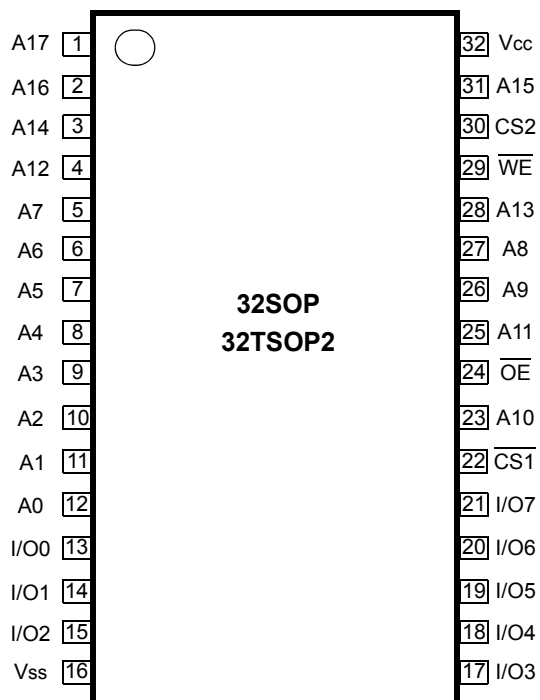 A17 1 32 Vcc
A16 2 31 A15
A14 3 30 CS2
A12 4 29 W̅E̅
A7 5 28 A13
A6 6 27 A8
A5 7 26 A9
32SOP
A4 8 25 A11
32TSOP2
A3 9 24 O̅E̅
A2 10 23 A10
A1 11 22 C̅S̅1̅
A0 12 21 I/O7
I/O0 13 20 I/O6
I/O1 14 19 I/O5
I/O2 15 18 I/O4
Vss 16 17 I/O3